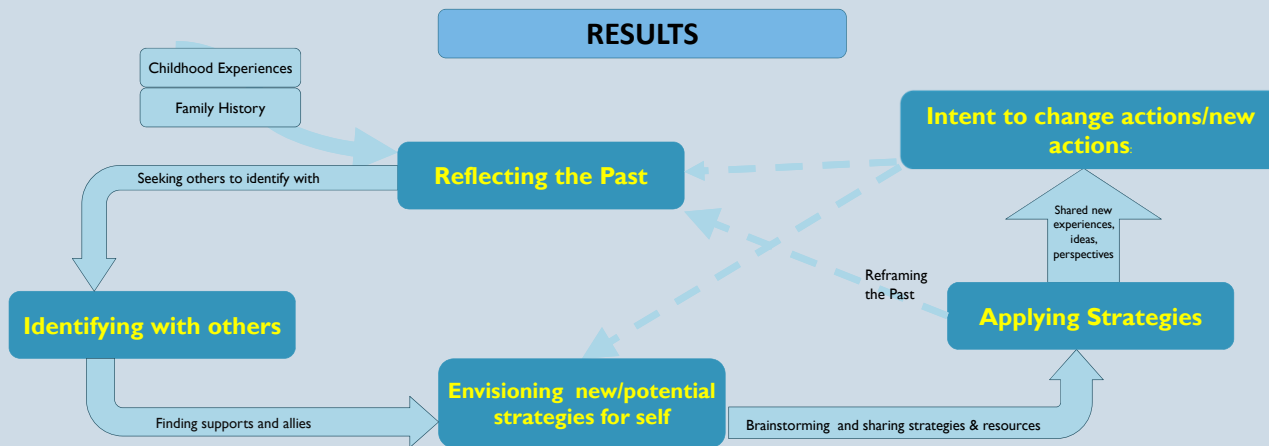 RESULTS
Childhood Experiences
Family History
Reflecting the Past
Intent to change actions/new
actions:
Seeking others to identify with
Shared new
experiences,
ideas,
perspectives
Reframing
the Past
Identifying with others
Applying Strategies
Envisioning new/potential
strategies for self
Finding supports and allies
Brainstorming and sharing strategies & resources